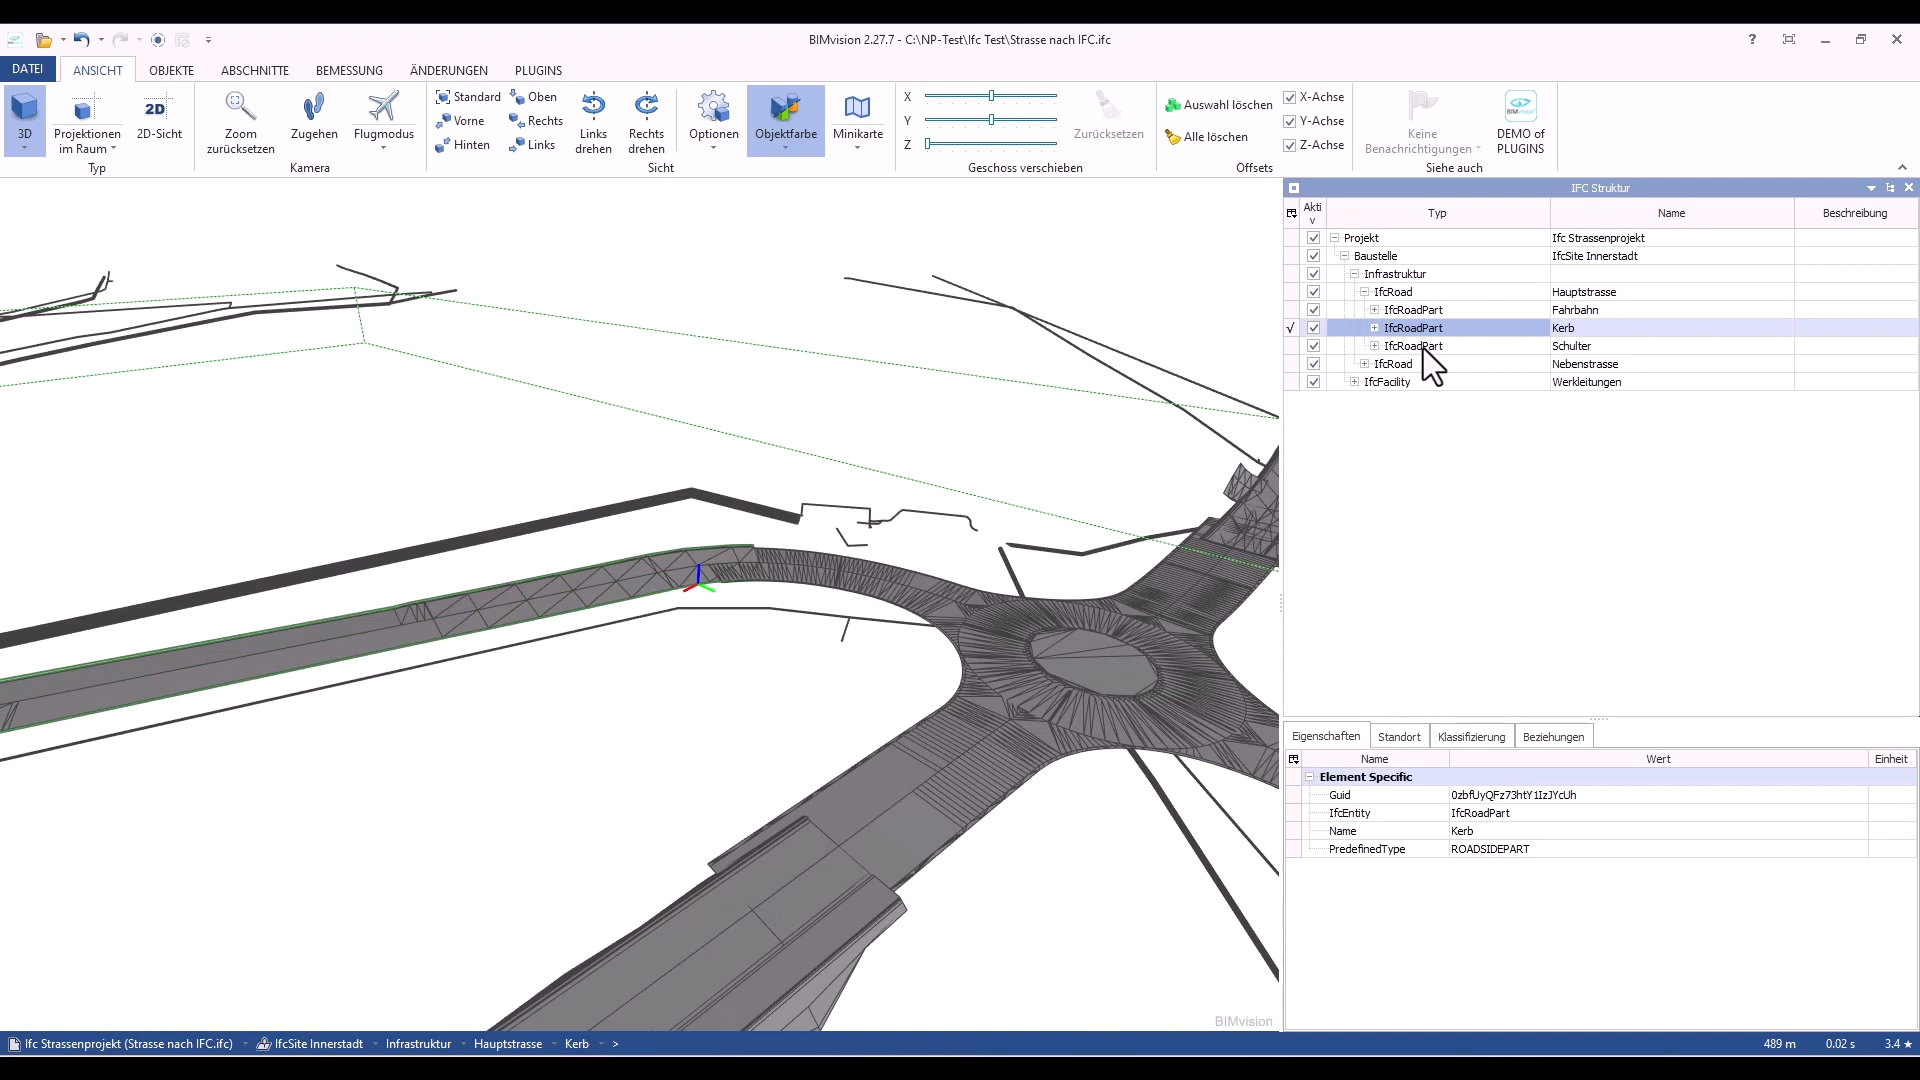 BIMvision 2.27.7 - C:\NP-Test\Ifc Test\Strasse nach IFC.ifc
DATEI
ANSICHT
OBJEKTE
ABSCHNITTE
BEMESSUNG
ÄNDERUNGEN
PLUGINS
3D
Projektionen
im Raum
2D
2D-Sicht
Typ
Zoom
zurücksetzen
Zugehen
Flugmodus
Kamera
Standard
Vorne
Hinten
Oben
Rechts
Links
Links
drehen
Rechts
drehen
Optionen
Objektfarbe
Minikarte
Sicht
X
Y
Z
Zurücksetzen
Geschoss verschieben
Auswahl löschen
Alle löschen
X-Achse
Y-Achse
Z-Achse
Offsets
Keine
Benachrichtigungen
DEMO of
PLUGINS
Siehe auch
IFC Struktur
Akti
v
Typ
Name
Beschreibung
Projekt
Ifc Strassenprojekt
Baustelle
IfcSite Innerstadt
Infrastruktur
IfcRoad
Hauptstrasse
IfcRoadPart
Fahrbahn
IfcRoadPart
Kerb
IfcRoadPart
Schulter
IfcRoad
Nebenstrasse
IfcFacility
Werkleitungen
Eigenschaften
Standort
Klassifizierung
Beziehungen
Name
Wert
Einheit
Element Specific
Guid
0zbfUyQFz73htY1IzJYcUh
IfcEntity
IfcRoadPart
Name
Kerb
PredefinedType
ROADSIDEPART
BIMvision
Ifc Strassenprojekt (Strasse nach IFC.ifc)
IfcSite Innerstadt
Infrastruktur
Hauptstrasse
Kerb
>
489 m
0.02 s
3.4 ★